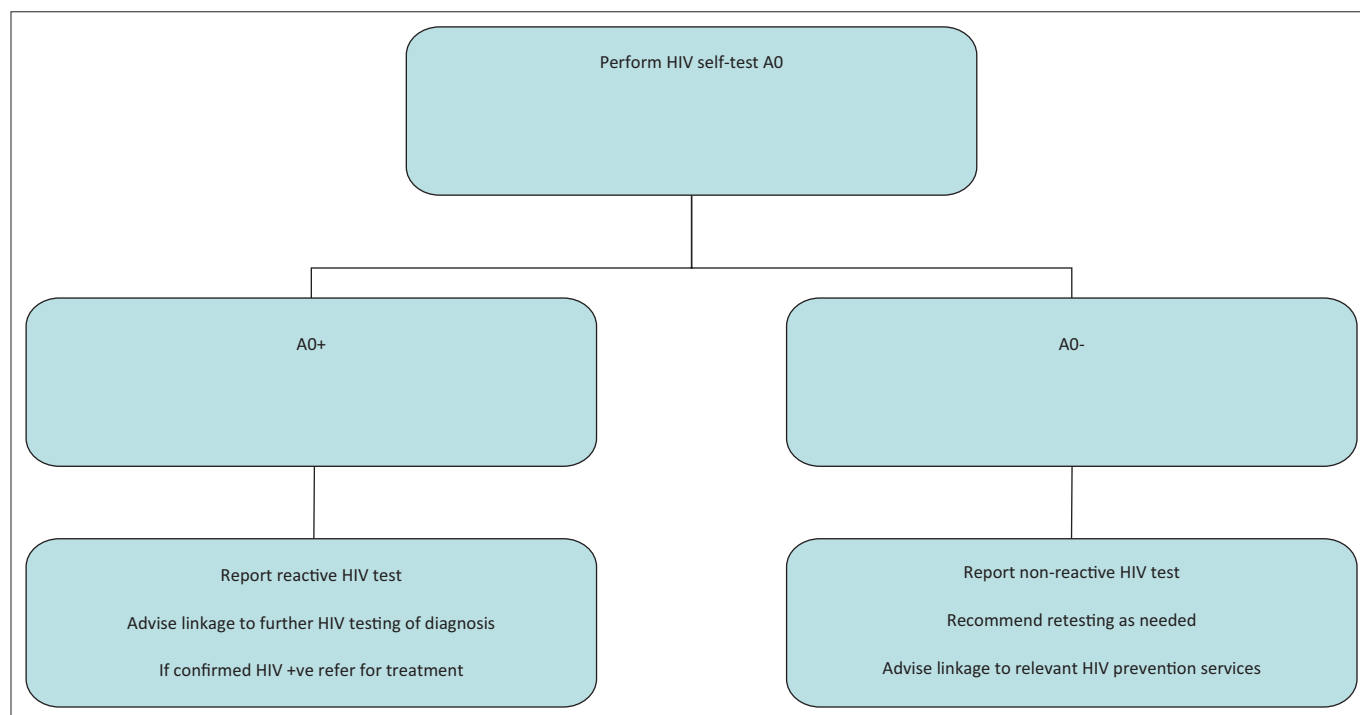 Perform HIV self-test A0
A0+
A0-
Report reactive HIV test
Advise linkage to further HIV testing of diagnosis
If confirmed HIV +ve refer for treatment
Report non-reactive HIV test
Recommend retesting as needed
Advise linkage to relevant HIV prevention services